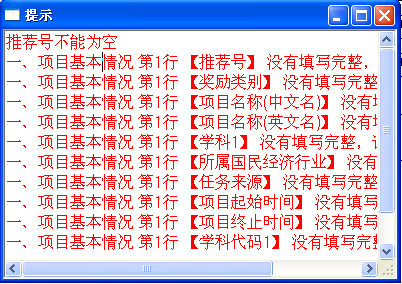 提示
推荐号不能为空
一、项目基本情况 第1行 【推荐号】 没有填写完整，
一、项目基本情况 第1行 【奖励类别】 没有填写完
一、项目基本情况 第1行 【项目名称(中文名)】 没有
一、项目基本情况 第1行 【项目名称(英文名)】 没有
一、项目基本情况 第1行 【学科1】 没有填写完整，
一、项目基本情况 第1行 【所属国民经济行业】 没有
一、项目基本情况 第1行 【任务来源】 没有填写完
一、项目基本情况 第1行 【项目起始时间】 没有填
一、项目基本情况 第1行 【项目终止时间】 没有填
一、项目基本情况 第1行 【学科代码1】 没有填写完